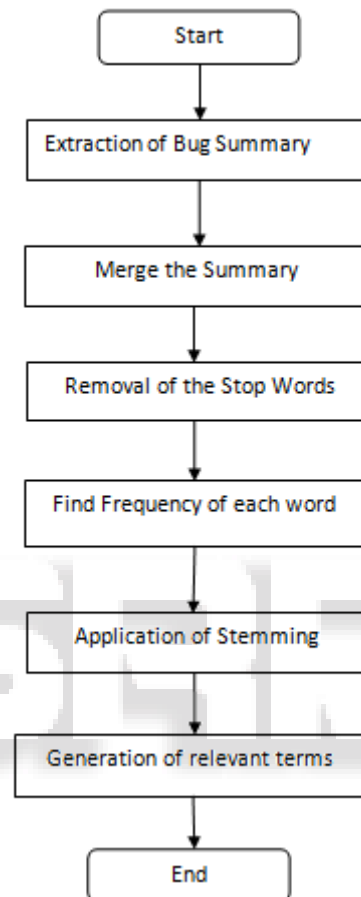 Start
Extraction of Bug Summary
Merge the Summary
Removal of the Stop Words
Find Frequency of each word
Application of Stemming
Generation of relevant terms
End